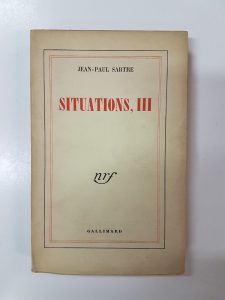 JEAN-PAUL SARTRE
SITUATIONS, III
nrf
GALLIMARD